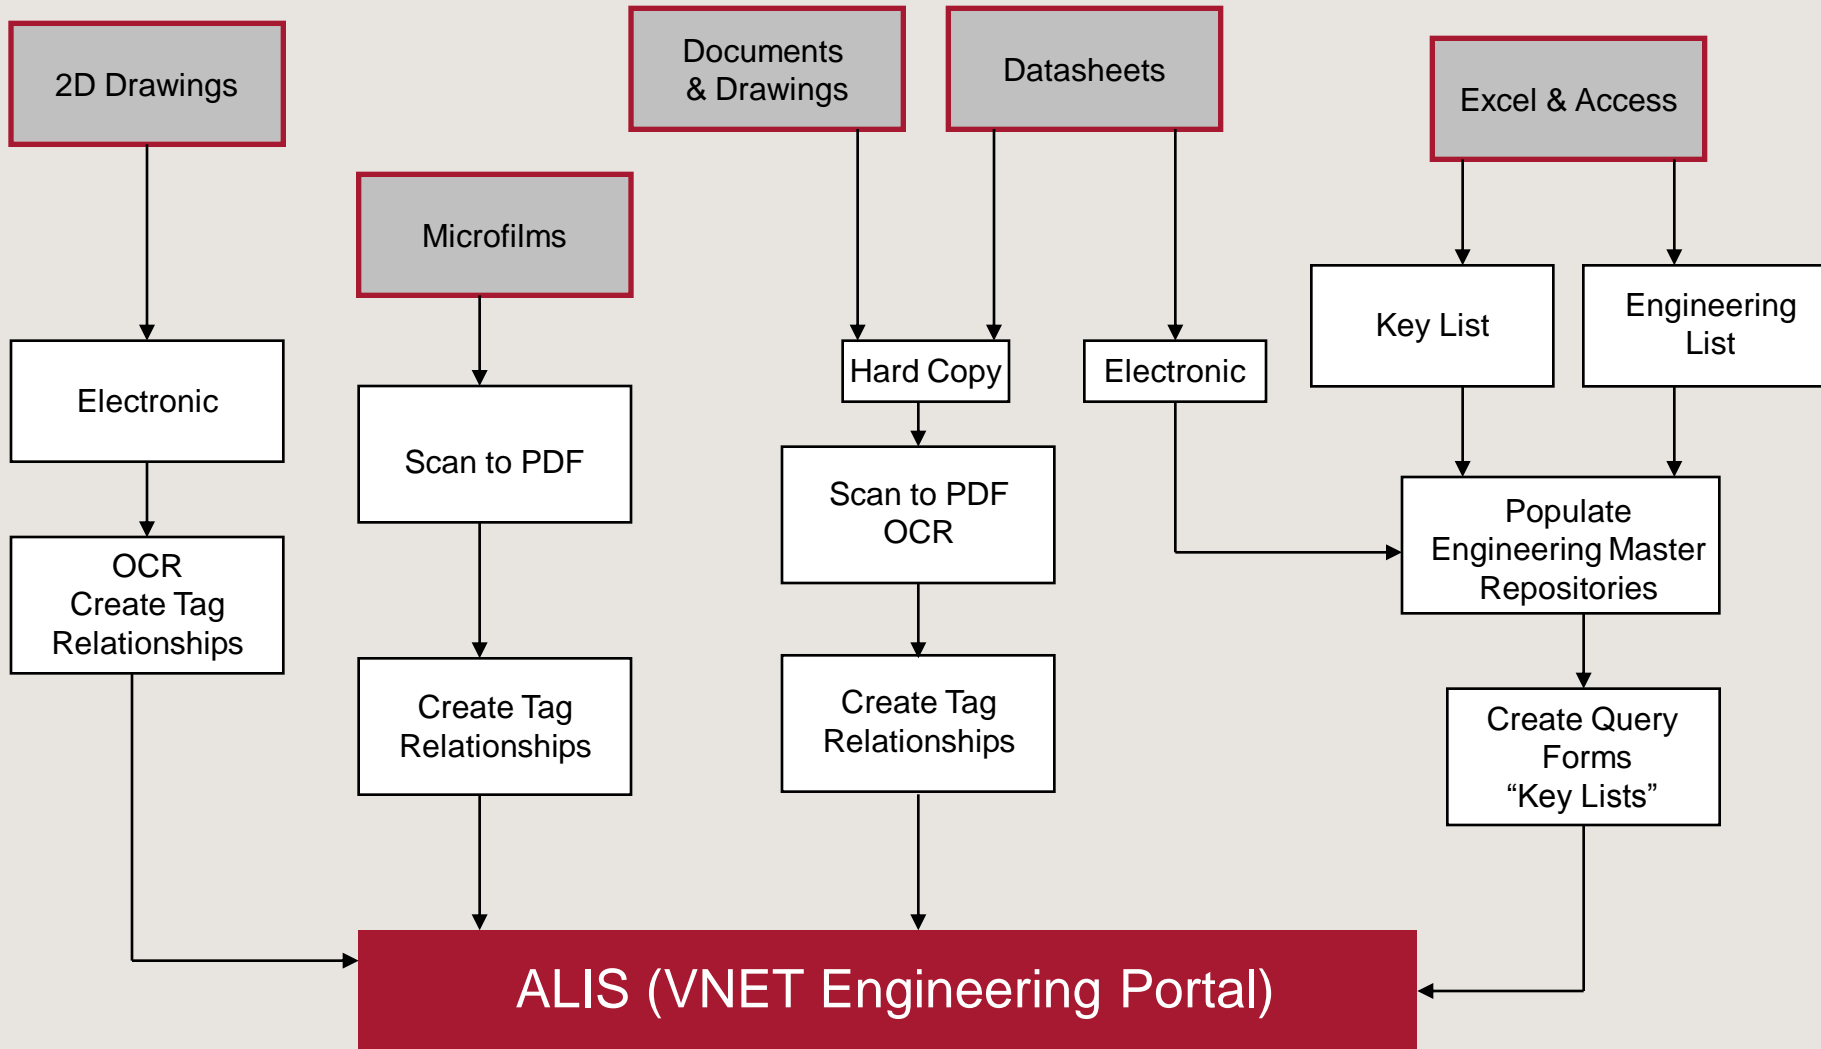 2D Drawings
Documents
& Drawings
Datasheets
Excel & Access
Microfilms
Electronic
Hard Copy
Electronic
Key List
Engineering
List
Scan to PDF
Scan to PDF
OCR
Populate
Engineering Master
Repositories
OCR
Create Tag
Relationships
Create Tag
Relationships
Create Tag
Relationships
Create Query
Forms
“Key Lists”
ALIS (VNET Engineering Portal)